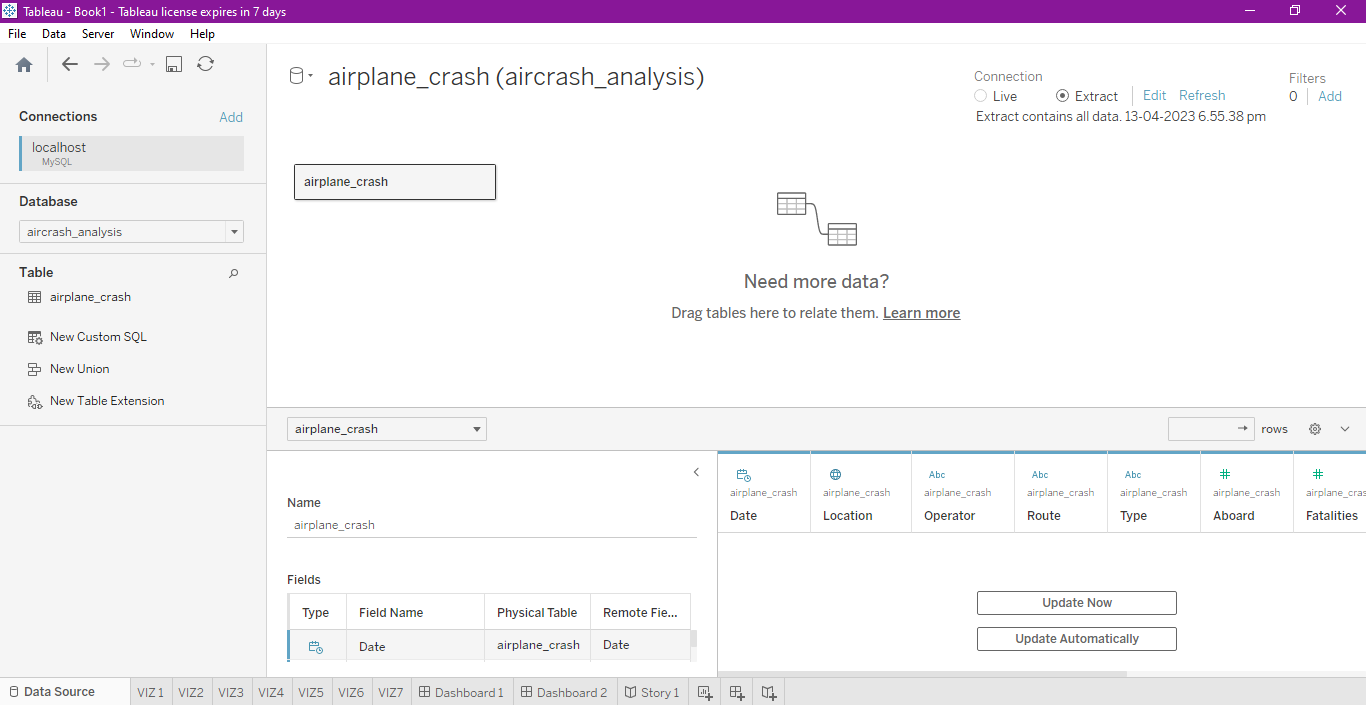 Tableau - Book1 - Tableau license expires in 7 days
File Data Server Window Help
Connections Add
localhost
MySQL
Database
aircrash_analysis
Table
airplane_crash
New Custom SQL
New Union
New Table Extension
airplane_crash (aircrash_analysis)
Connection
Live Extract Edit Refresh
Extract contains all data. 13-04-2023 6.55.38 pm
Filters
0 Add
airplane_crash
Need more data?
Drag tables here to relate them. Learn more
airplane_crash
rows
Name
airplane_crash
Fields
Type Field Name Physical Table Remote Fie...
Date airplane_crash Date
Abc Abc Abc # #
airplane_crash airplane_crash airplane_crash airplane_crash airplane_crash airplane_crash airplane_cras
Date Location Operator Route Type Aboard Fatalities
Update Now
Update Automatically
Data Source VIZ 1 VIZ2 VIZ3 VIZ4 VIZ5 VIZ6 VIZ7 Dashboard 1 Dashboard 2 Story 1